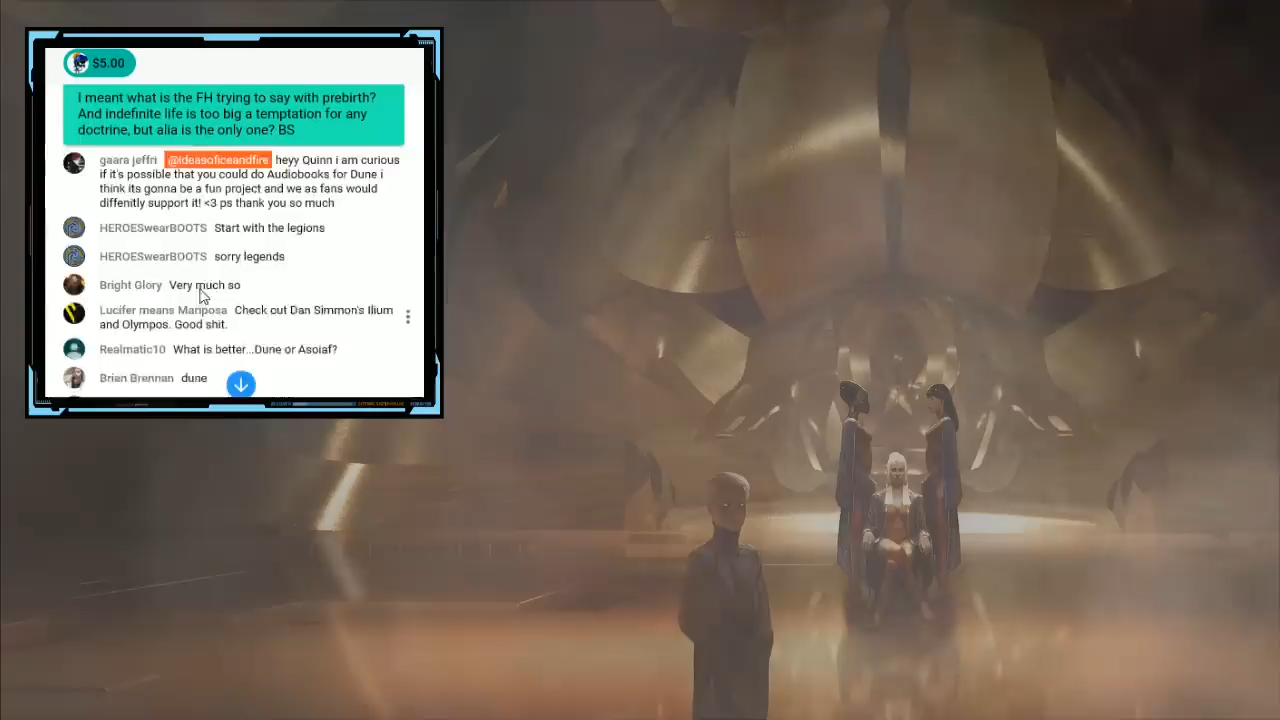 $5.00
I meant what is the FH trying to say with prebirth?
And indefinite life is too big a temptation for any
doctrine, but alia is the only one? BS
gaara jeffri @Ideasoficeandfire heyy Quinn i am curious
if it's possible that you could do Audiobooks for Dune i
think its gonna be a fun project and we as fans would
diffenitly support it! <3 ps thank you so much
HEROESwearBOOTS Start with the legions
HEROESwearBOOTS sorry legends
Bright Glory Very much so
Lucifer means Mariposa Check out Dan Simmon's Ilium
and Olympos. Good shit.
Realmatic10 What is better...Dune or Asoiaf?
Brian Brennan dune